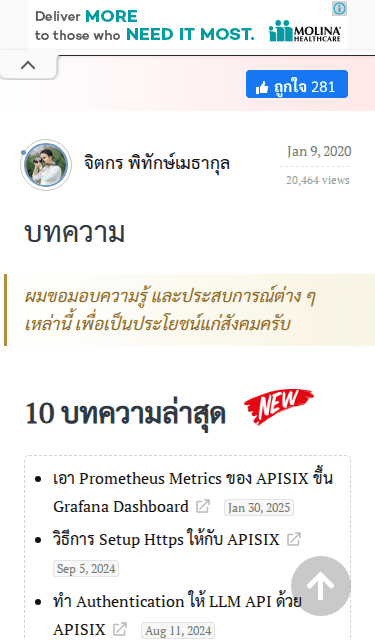 Deliver MORE
to those who NEED IT MOST.
MOLINA
HEALTHCARE
ถูกใจ 281
จิตกร พิทักษ์เมธากุล
Jan 9, 2020
20,464 views
บทความ
ผมขอมอบความรู้ และประสบการณ์ต่าง ๆ
เหล่านี้ เพื่อเป็นประโยชน์แก่สังคมครับ
10 บทความล่าสุด NEW
เอา Prometheus Metrics ของ APISIX ขึ้น
Grafana Dashboard Jan 30, 2025
วิธีการ Setup Https ให้กับ APISIX
Sep 5, 2024
ทำ Authentication ให้ LLM API ด้วย
APISIX Aug 11, 2024